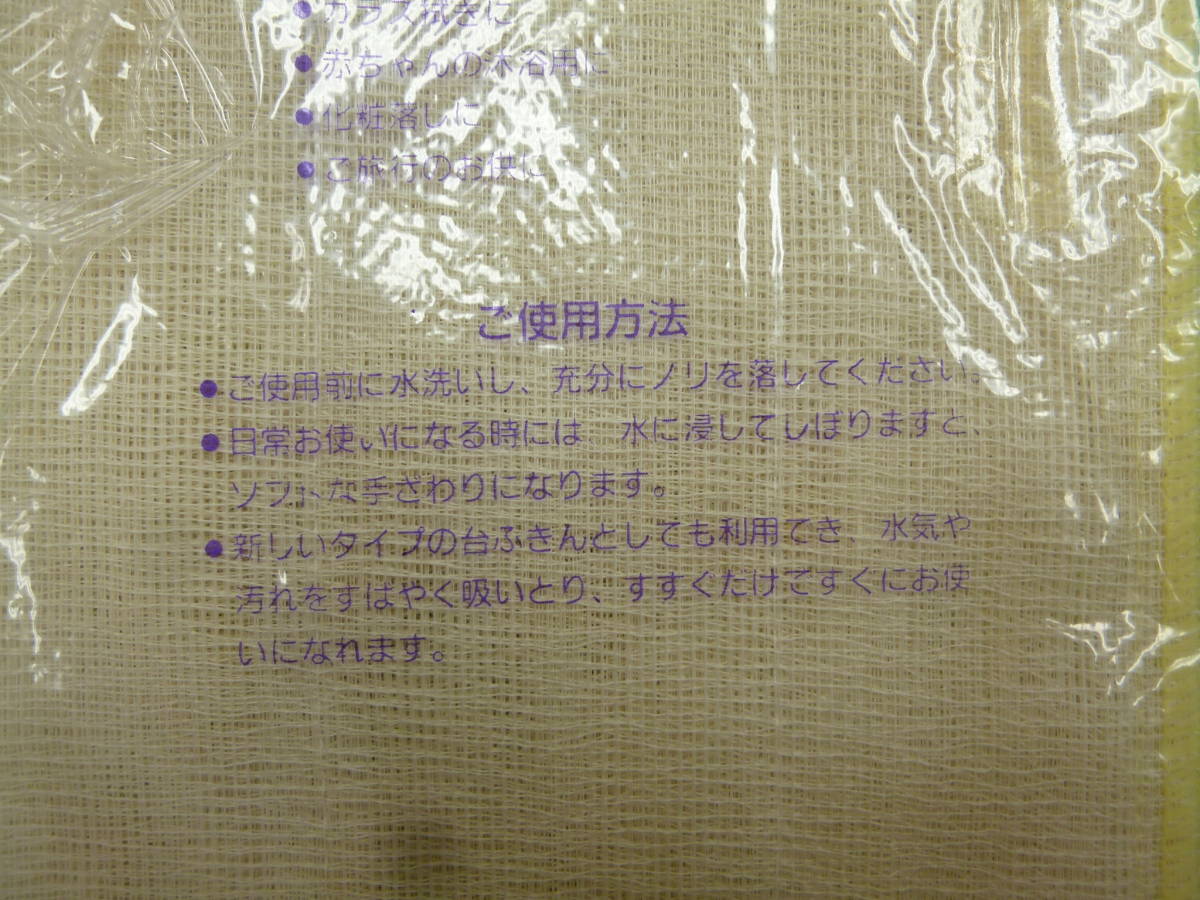 ●ガラス拭きに
●赤ちゃんの沐浴用に
●化粧落しに
●ご旅行のお供に
ご使用方法
●ご使用前に水洗いし、充分にノリを落してください。
●日常お使いになる時には 水に浸してしぼりますと、
ソフトな手ざわりになります。
●新しいタイプの台ふきんとしても利用でき、水気や
汚れをすばやく吸いとり、すすぐだけですぐにお使
いになれます。